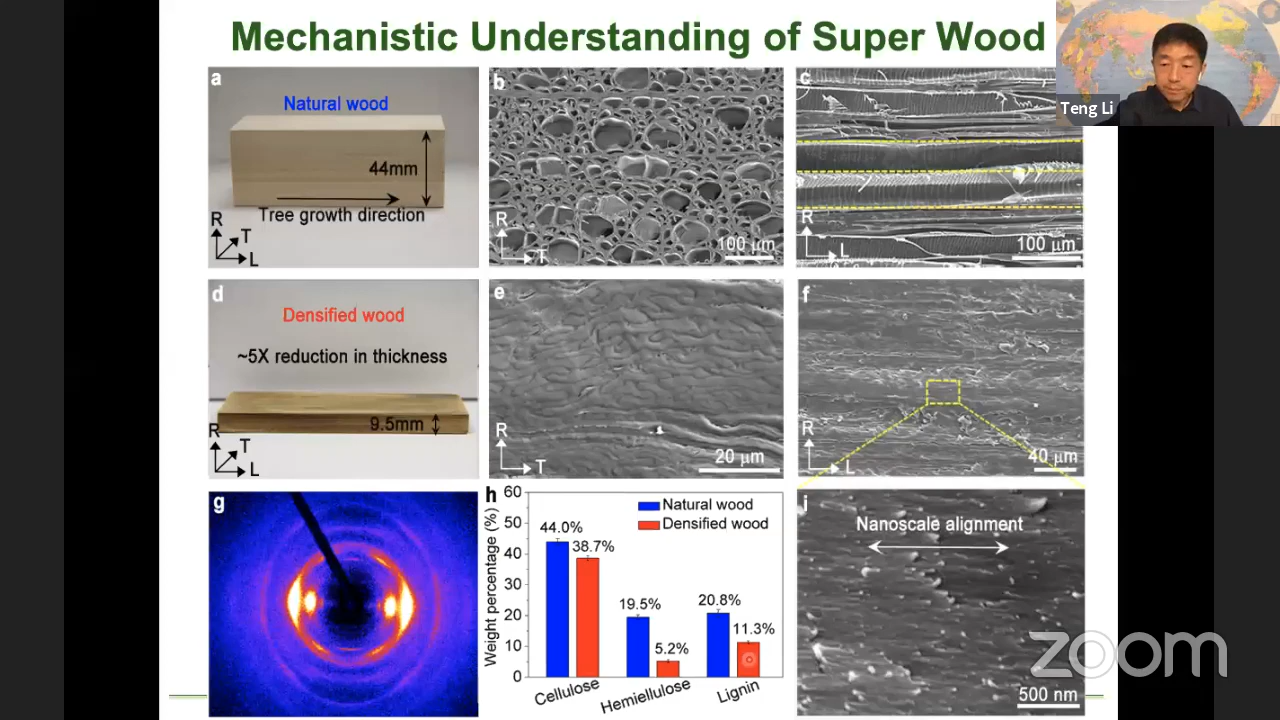 Mechanistic Understanding of Super Wood
Teng Li
a
Natural wood
44mm
Tree growth direction
R
T
L
b
R
T
100 μm
c
R
L
100 μm
d
Densified wood
~5X reduction in thickness
9.5mm
R
T
L
e
R
T
20 μm
f
R
L
40 μm
g
h
Weight percentage (%)
60
50
40
30
20
10
0
Natural wood
Densified wood
44.0%
38.7%
19.5%
5.2%
20.8%
11.3%
Cellulose
Hemiellulose
Lignin
i
Nanoscale alignment
500 nm
zoom